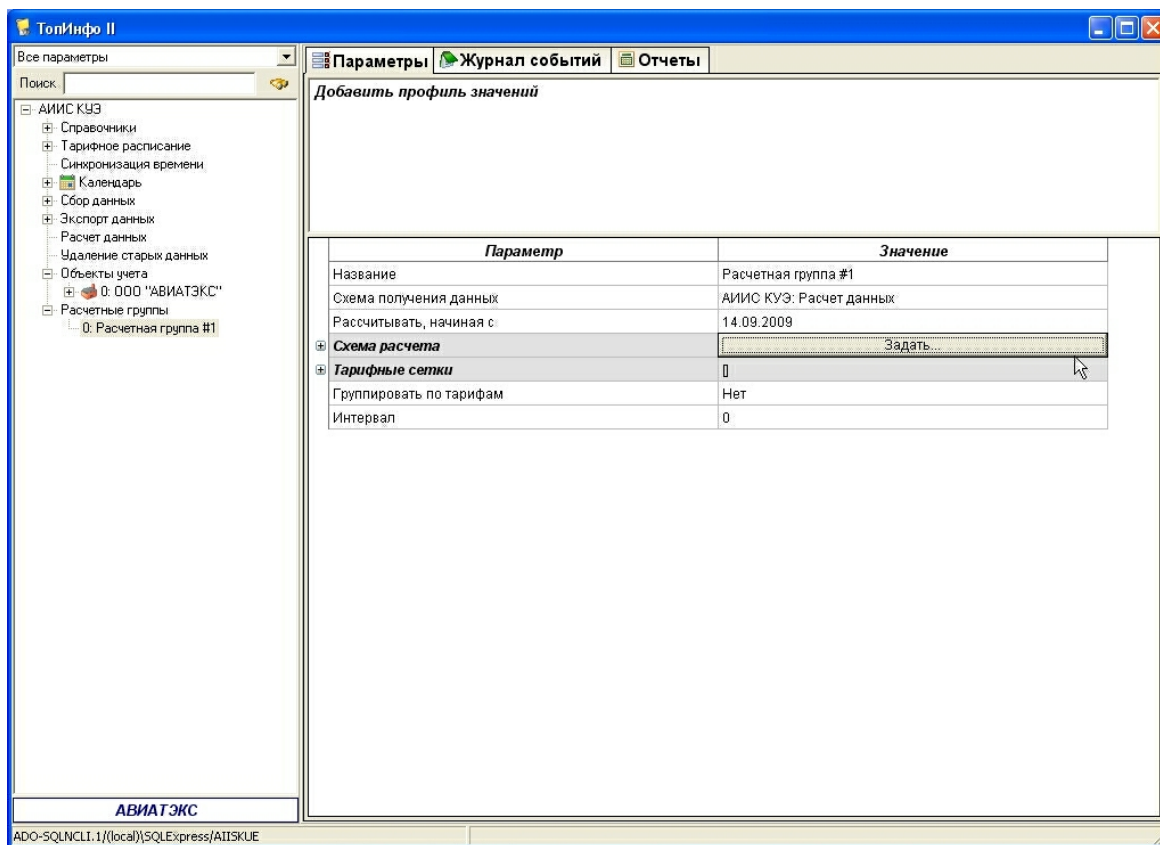 ТопИнфо II
Все параметры
Поиск
АИИС КУЭ
Справочники
Тарифное расписание
Синхронизация времени
Календарь
Сбор данных
Экспорт данных
Расчет данных
Удаление старых данных
Объекты учета
0: ООО "АВИАТЭКС"
Расчетные группы
0: Расчетная группа #1
АВИАТЭКС
Параметры Журнал событий Отчеты
Добавить профиль значений
Параметр Значение
Название Расчетная группа #1
Схема получения данных АИИС КУЭ: Расчет данных
Рассчитывать, начиная с 14.09.2009
Схема расчета Задать...
Тарифные сетки []
Группировать по тарифам Нет
Интервал 0
ADO-SQLNCLI.1/(local)\SQLExpress/AIISKUE